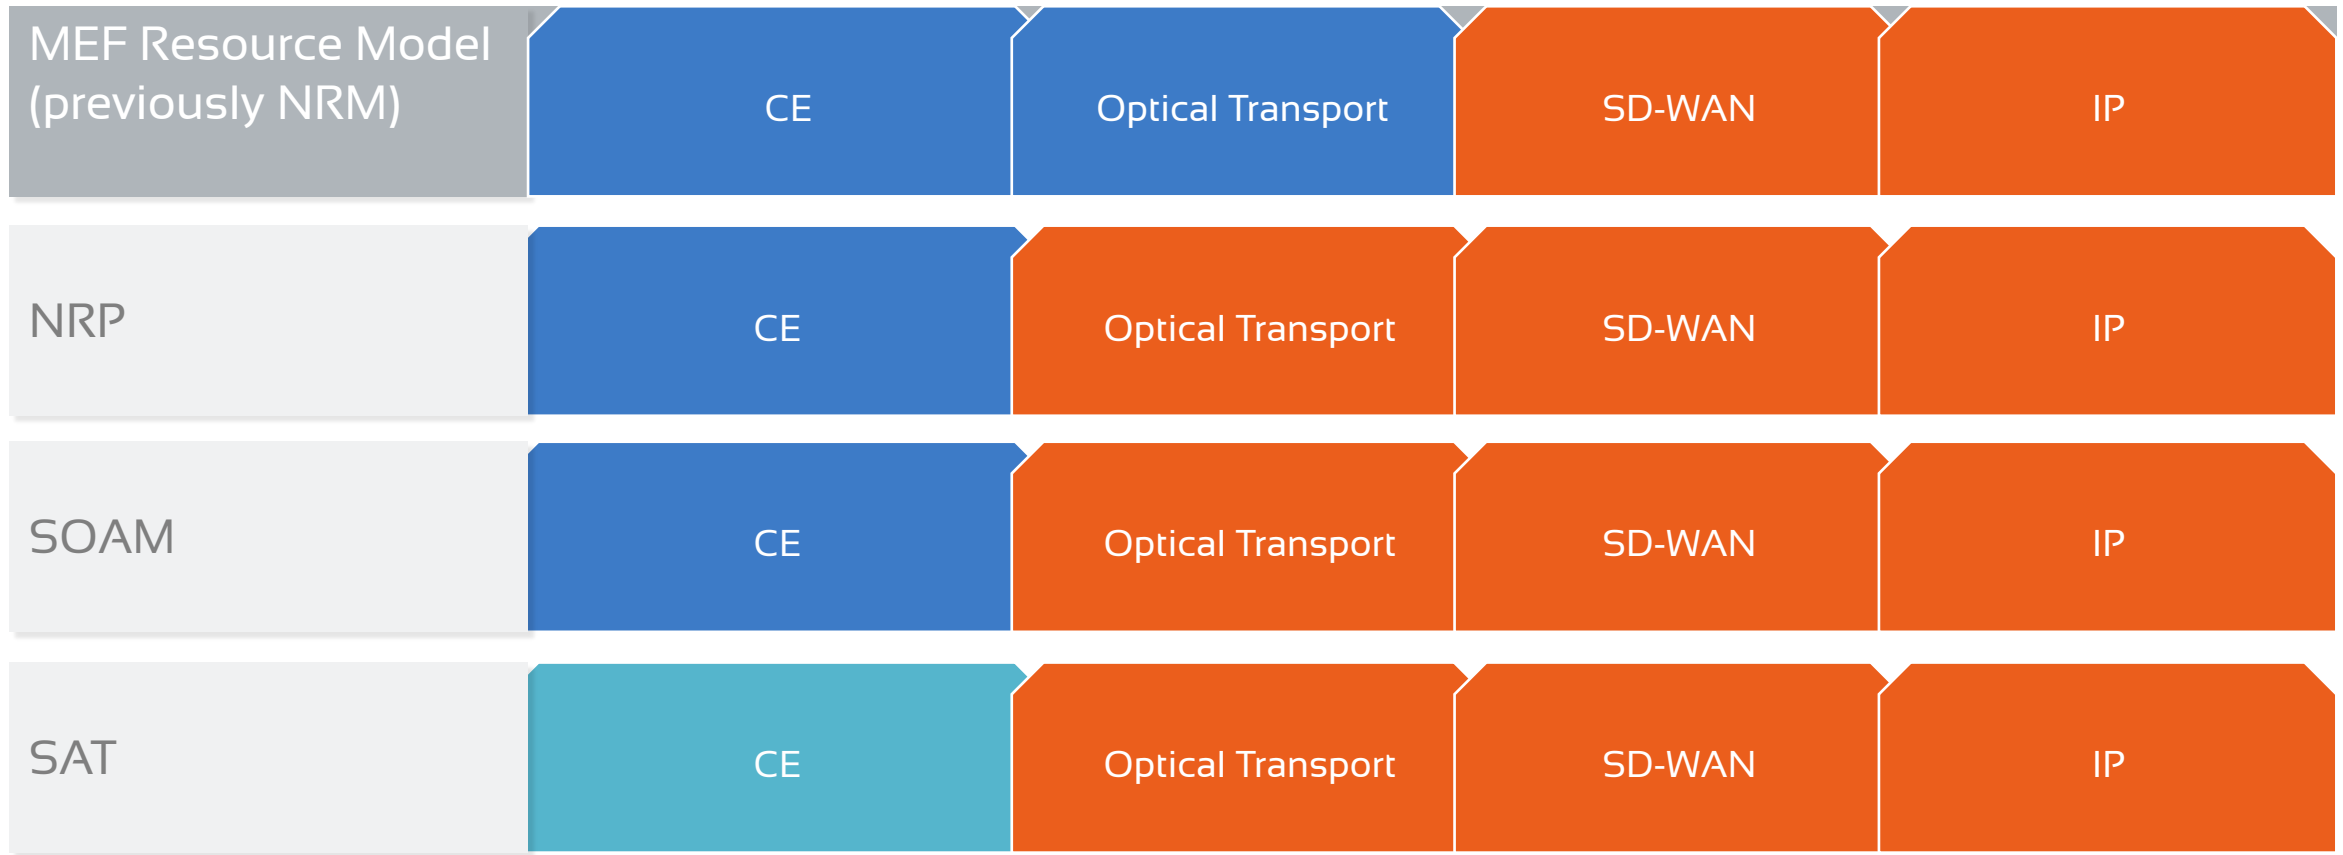 MEF Resource Model
(previously NRM)
CE
Optical Transport
SD-WAN
IP
NRP
CE
Optical Transport
SD-WAN
IP
SOAM
CE
Optical Transport
SD-WAN
IP
SAT
CE
Optical Transport
SD-WAN
IP